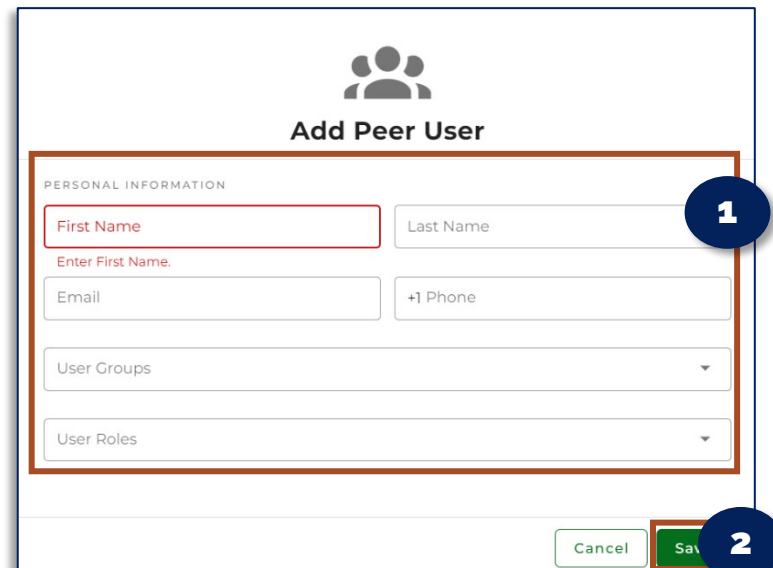 Add Peer User
PERSONAL INFORMATION
1
First Name
Last Name
Enter First Name.
Email
+1 Phone
User Groups
User Roles
Cancel
2